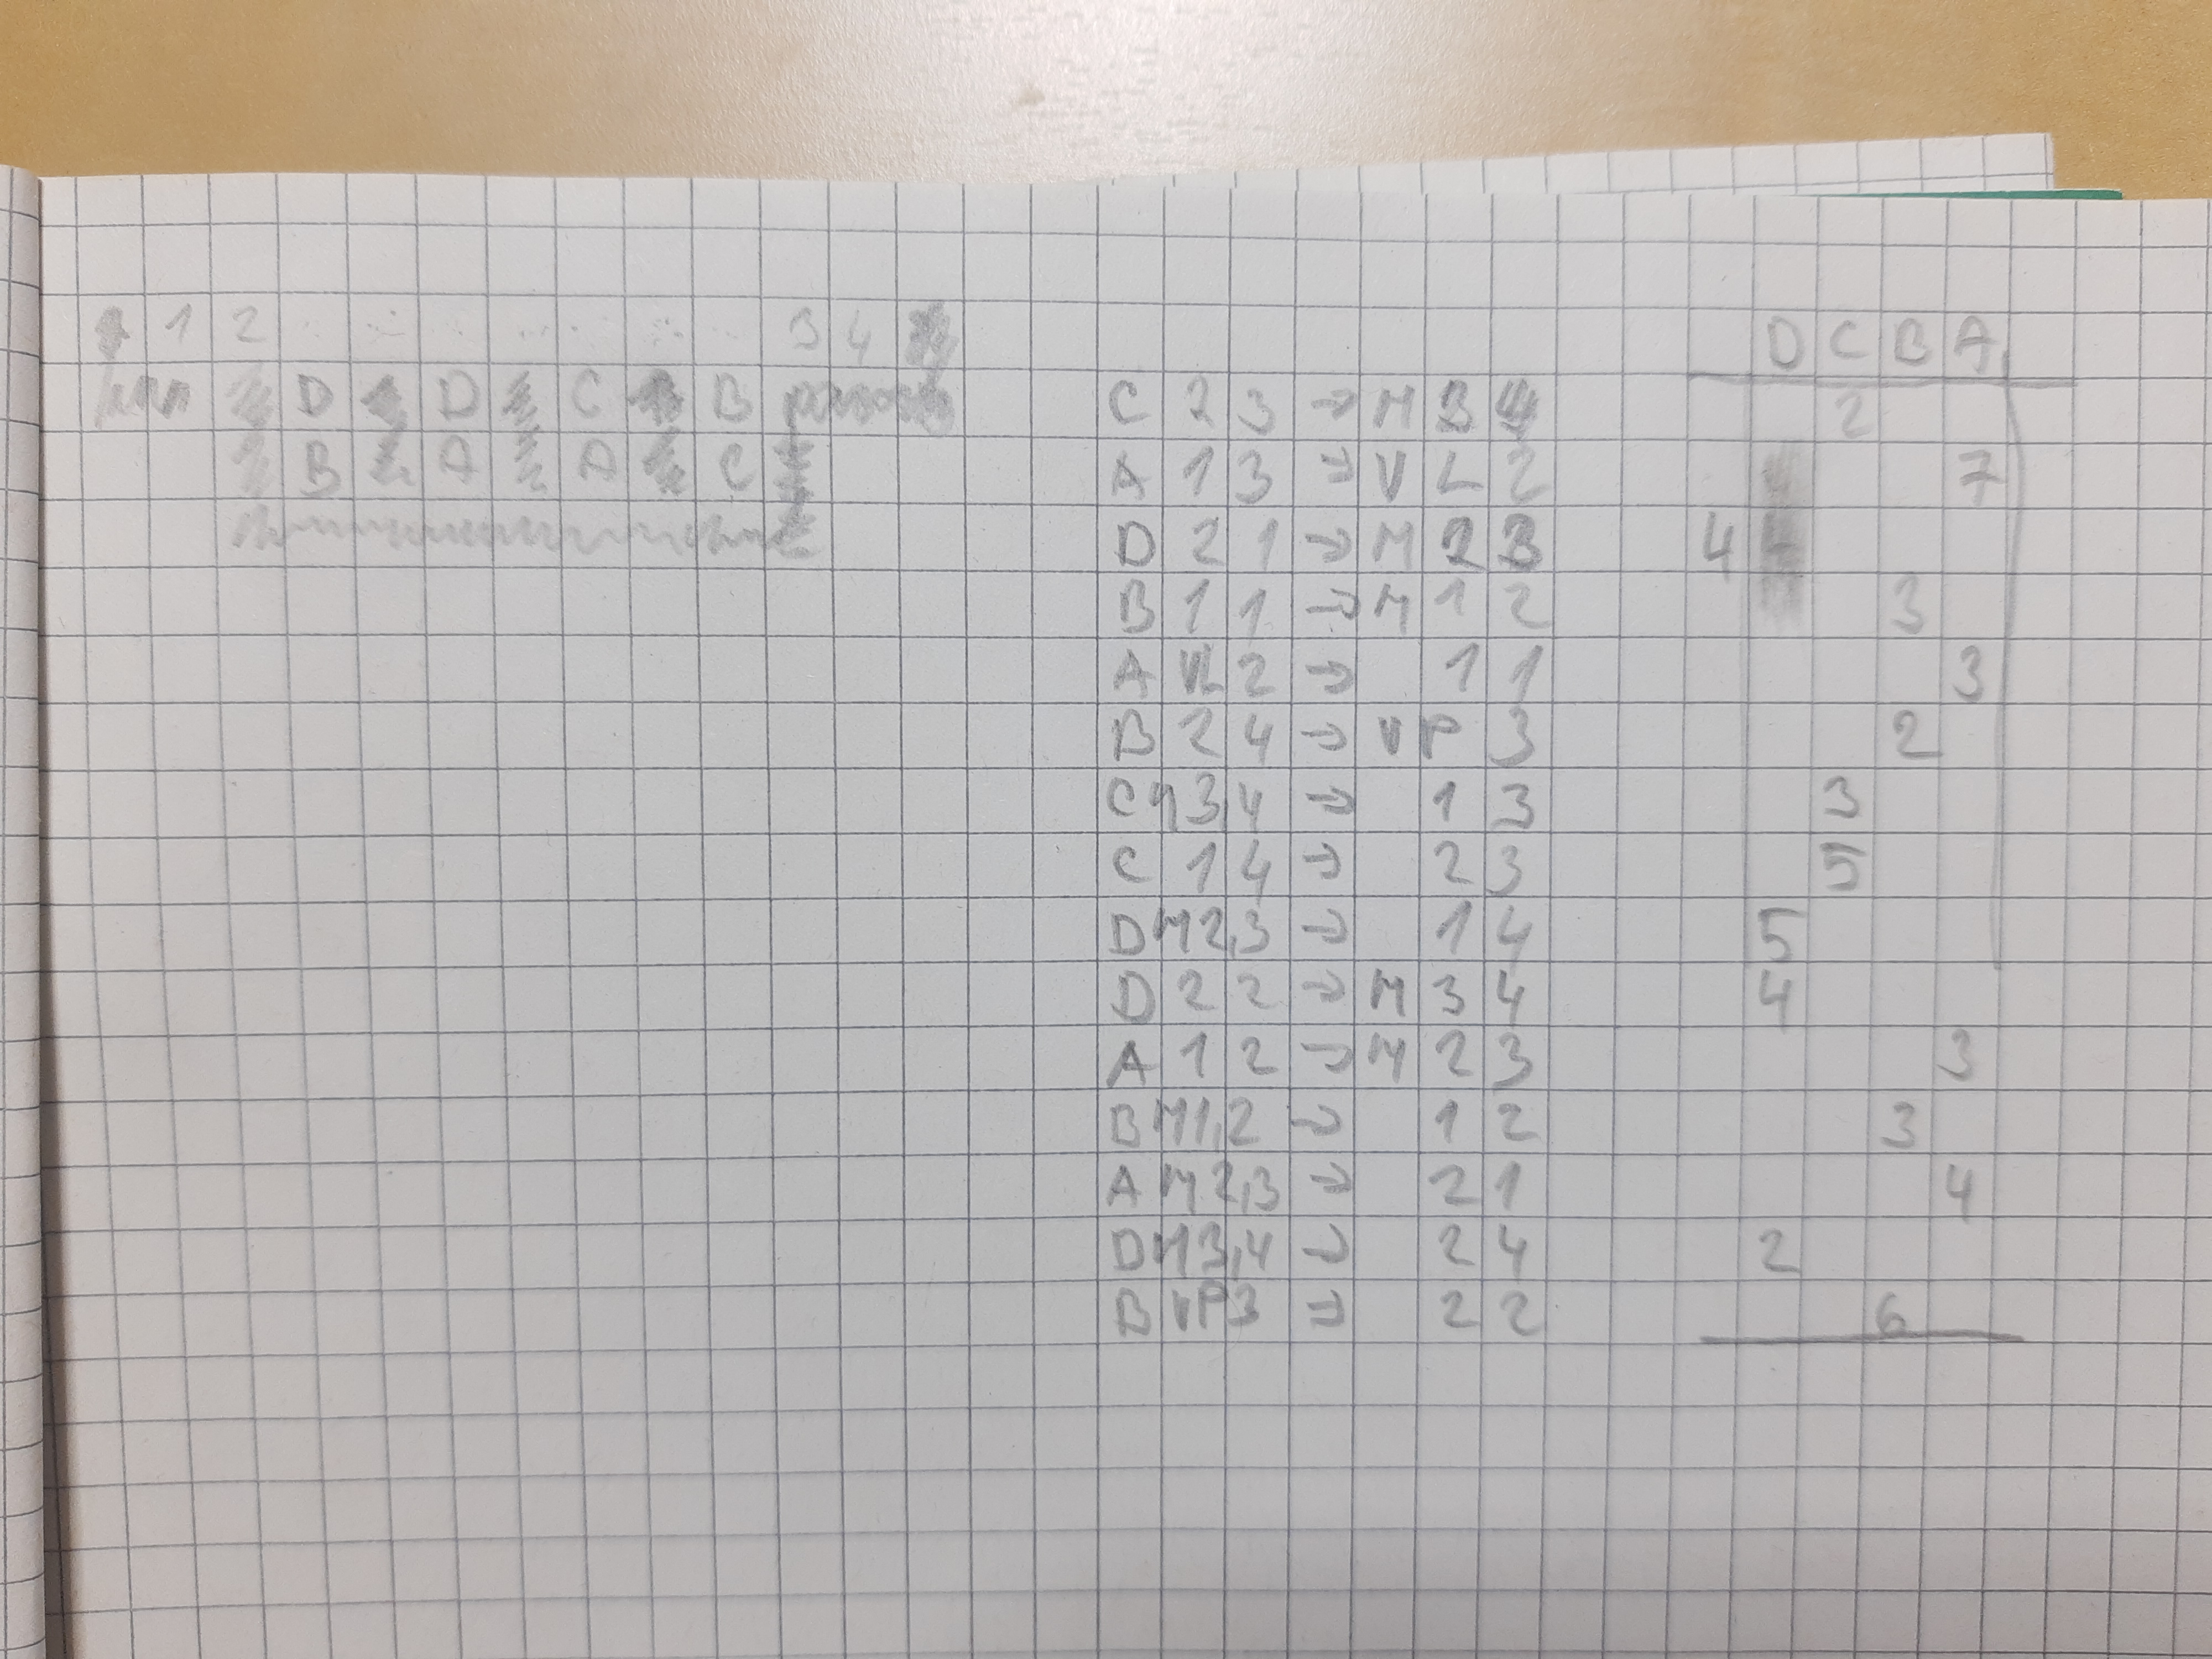 1 2 3 4 D C B A
D D C B C 2 3 → M 3 4 2
B A A C A 1 3 → V L 2 7
D 2 1 → M 2 3 4
B 1 1 → M 1 2 3
A VL 2 → 1 1 3
B 2 4 → V P 3 2
C M 3,4 → 1 3 3
C 1 4 → 2 3 5
D M 2,3 → 1 4 5
D 2 2 → M 3 4 4
A 1 2 → M 2 3 3
B M 1,2 → 1 2 3
A M 2,3 → 2 1 4
D M 3,4 → 2 4 2
B VP 3 → 2 2 6